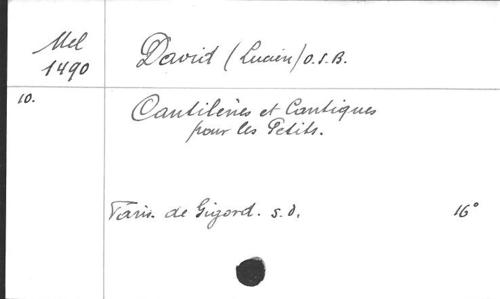 Mel
1490
David (Lucien) O.S.B.
10.
Cantilènes et Cantiques
pour les Petits.
Paris. de Gigord. s.d.
16°